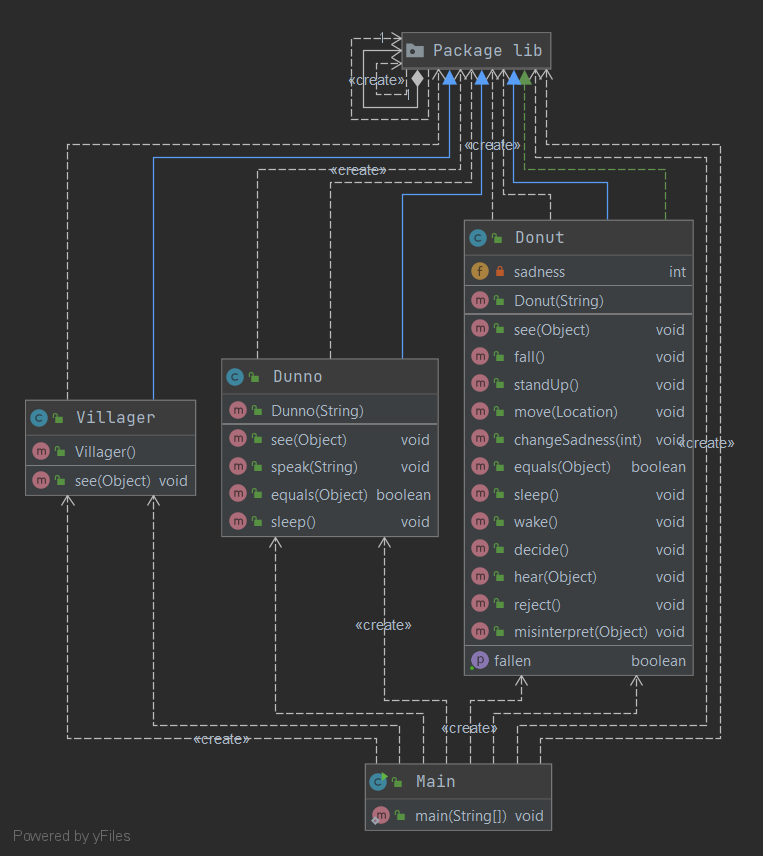 Package lib
1
«create»
1
«create»
«create»
Donut
sadness int
Donut(String)
see(Object) void
fall() void
standUp() void
move(Location) void
changeSadness(int) void
equals(Object) boolean
sleep() void
wake() void
decide() void
hear(Object) void
reject() void
misinterpret(Object) void
fallen boolean
«create»
Dunno
Dunno(String)
see(Object) void
speak(String) void
equals(Object) boolean
sleep() void
Villager
Villager()
see(Object) void
«create»
«create»
«create»
Main
main(String[]) void
Powered by yFiles